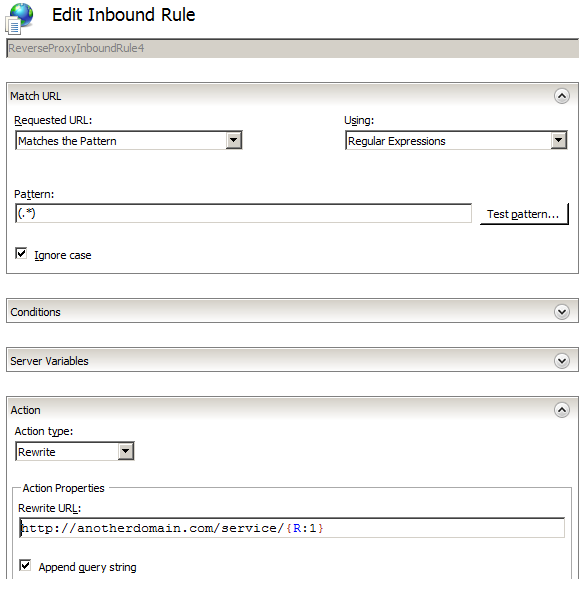 Edit Inbound Rule
ReverseProxyInboundRule4
Match URL
Requested URL: Using:
Matches the Pattern Regular Expressions
Pattern:
(.*) Test pattern...
Ignore case
Conditions
Server Variables
Action
Action type:
Rewrite
Action Properties
Rewrite URL:
http://anotherdomain.com/service/{R:1}
Append query string